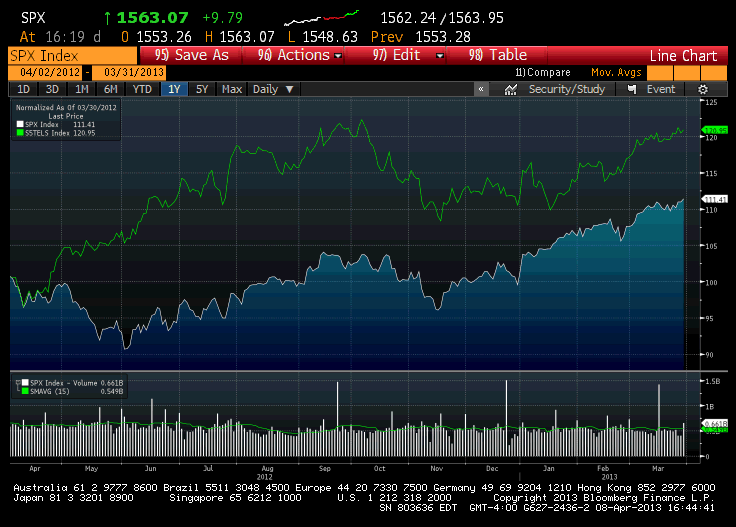 SPX ↑ 1563.07 +9.79 1562.24/1563.95
At 16:19 d O 1553.26 H 1563.07 L 1548.63 Prev 1553.28
SPX Index 95) Save As 96) Actions 97) Edit 98) Table Line Chart
04/02/2012 - 03/31/2013 11)Compare Mov. Avgs
1D 3D 1M 6M YTD 1Y 5Y Max Daily ▼ « Security/Study Event
Normalized As Of 03/30/2012
Last Price
SPX Index 111.41
S5TELS Index 120.95
125
120.95
120
115
111.41
110
105
100
95
90
SPX Index - Volume 0.661B
SMAVG (15) 0.549B
1.5B
1B
0.661B
0
Apr May Jun Jul Aug Sep Oct Nov Dec Jan Feb Mar
2012 2013
Australia 61 2 9777 8600 Brazil 5511 3048 4500 Europe 44 20 7330 7500 Germany 49 69 9204 1210 Hong Kong 852 2977 6000
Japan 81 3 3201 8900 Singapore 65 6212 1000 U.S. 1 212 318 2000 Copyright 2013 Bloomberg Finance L.P.
SN 803636 EDT GMT-4:00 G627-2436-2 08-Apr-2013 16:44:41